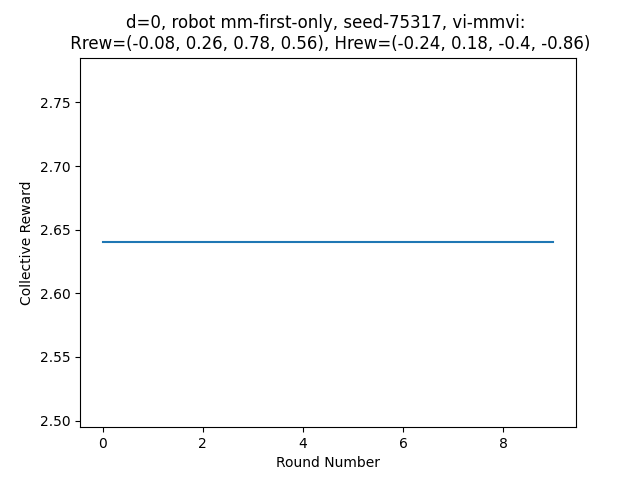 d=0, robot mm-first-only, seed-75317, vi-mmvi:
Rrew=(-0.08, 0.26, 0.78, 0.56), Hrew=(-0.24, 0.18, -0.4, -0.86)
2.75
2.70
2.65
2.60
2.55
2.50
Collective Reward
0 2 4 6 8
Round Number